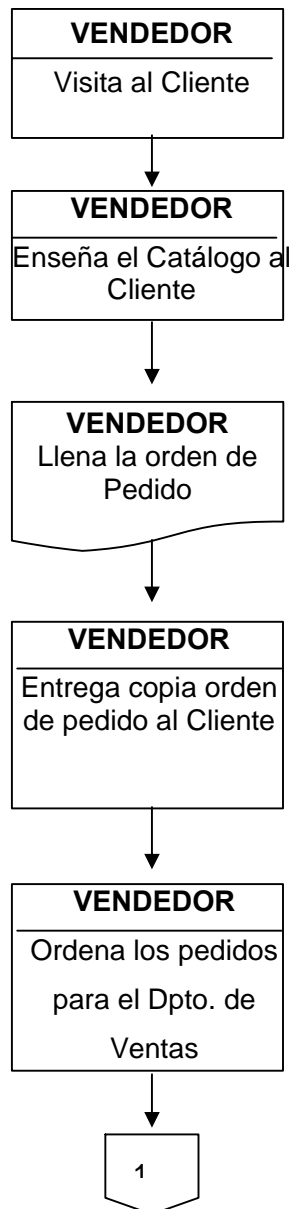 VENDEDOR
Visita al Cliente
VENDEDOR
Enseña el Catálogo al
Cliente
VENDEDOR
Llena la orden de
Pedido
VENDEDOR
Entrega copia orden
de pedido al Cliente
VENDEDOR
Ordena los pedidos
para el Dpto. de
Ventas
1